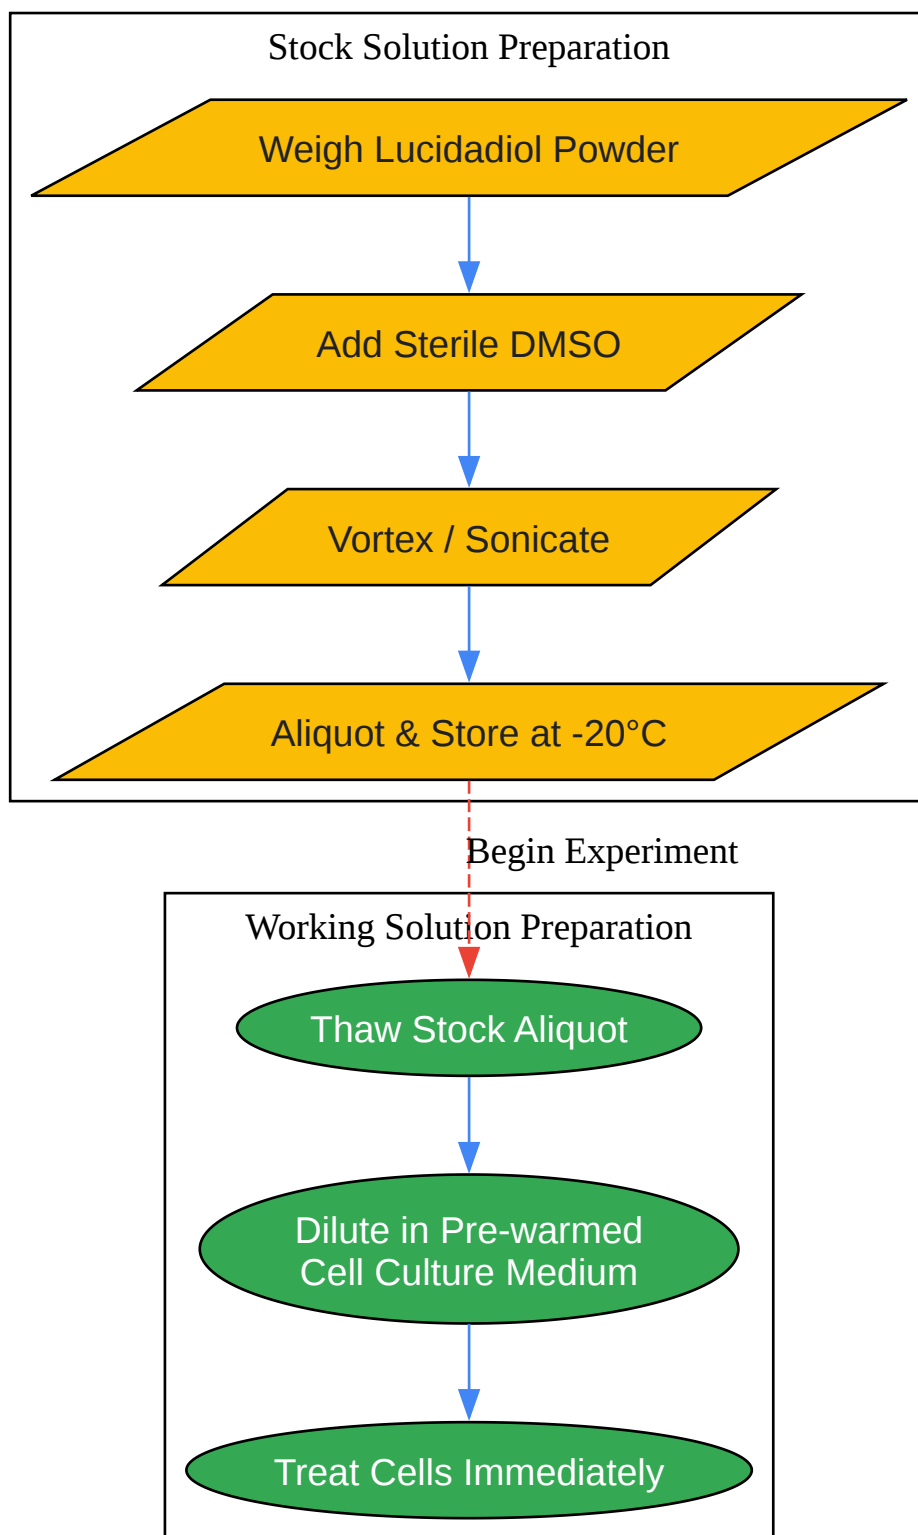 Stock Solution Preparation
Weigh Lucidadiol Powder
Add Sterile DMSO
Vortex / Sonicate
Aliquot & Store at -20°C
Begin Experiment
Working Solution Preparation
Thaw Stock Aliquot
Dilute in Pre-warmed
Cell Culture Medium
Treat Cells Immediately